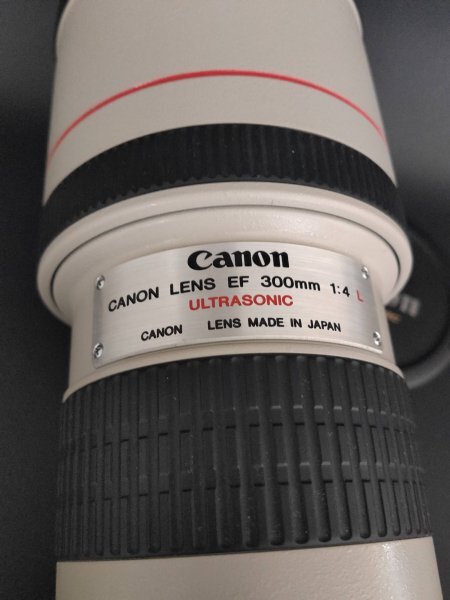 Canon
CANON LENS EF 300mm 1:4 L
ULTRASONIC
CANON LENS MADE IN JAPAN